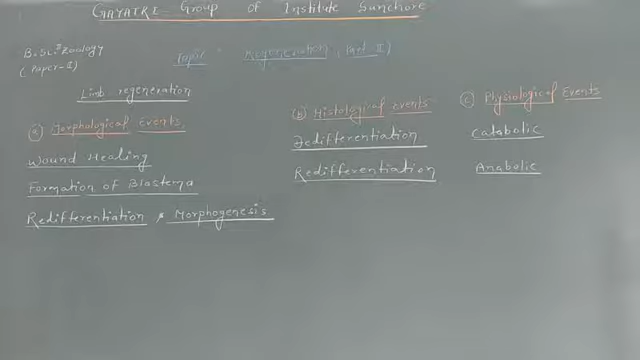 GAYATRI Group of Institute Sanchore
B.Sc. II Zoology
(Paper-II)
Topic - Regeneration (Part II)
Limb regeneration
(a) Morphological Events
Wound Healing
Formation of Blastema
Redifferentiation & Morphogenesis
(b) Histological events
Dedifferentiation
Redifferentiation
(c) Physiological Events
Catabolic
Anabolic